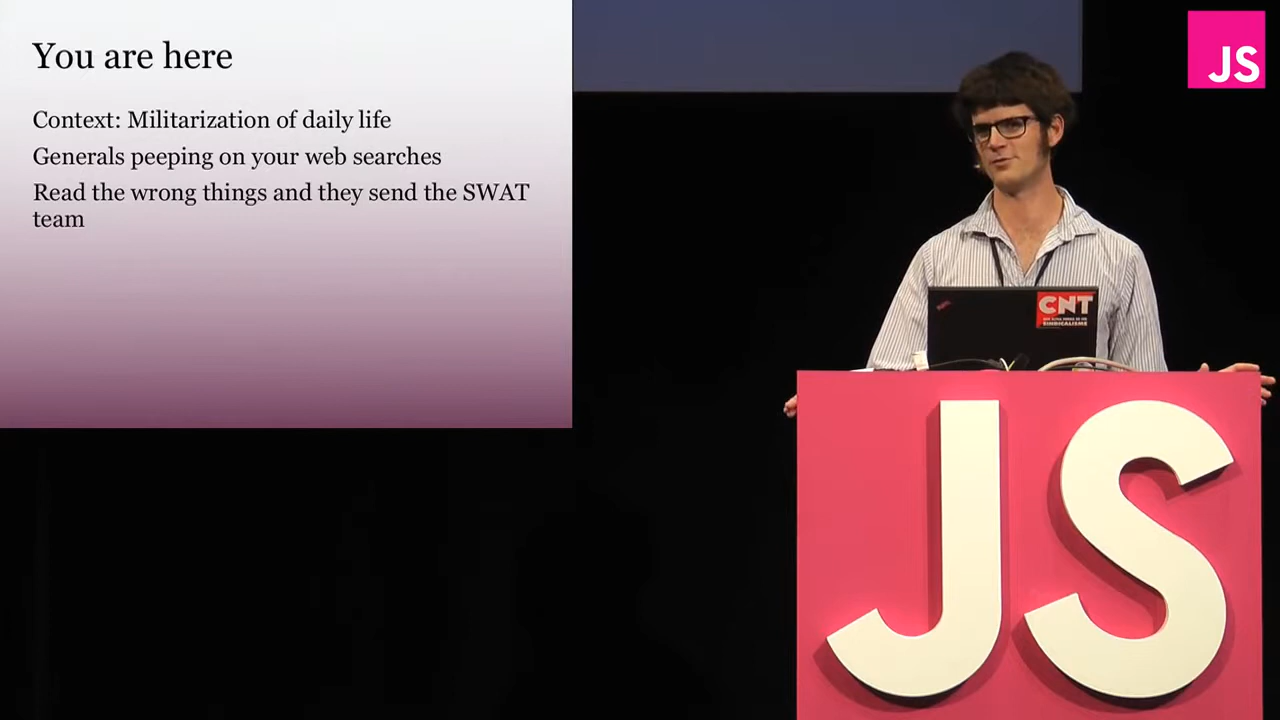 You are here
Context: Militarization of daily life
Generals peeping on your web searches
Read the wrong things and they send the SWAT
team
JS
CNT
SINDICALISME
JS